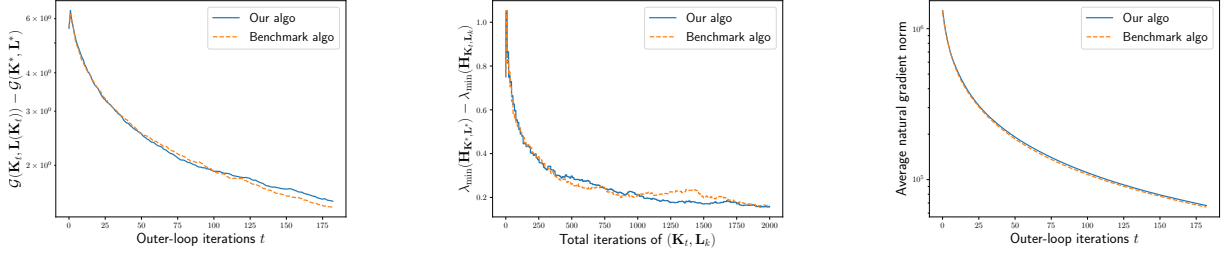 6 × 10⁰
4 × 10⁰
3 × 10⁰
2 × 10⁰
0 25 50 75 100 125 150 175
Outer-loop iterations t
𝒢(K_t, L(K_t)) − 𝒢(K*, L*)
Our algo
Benchmark algo
1.0
0.8
0.6
0.4
0.2
0 250 500 750 1000 1250 1500 1750 2000
Total iterations of (K_t, L_k)
λ_min(H_{K*,L*}) − λ_min(H_{K_t,L_k})
Our algo
Benchmark algo
10⁶
10⁵
0 25 50 75 100 125 150 175
Outer-loop iterations t
Average natural gradient norm
Our algo
Benchmark algo